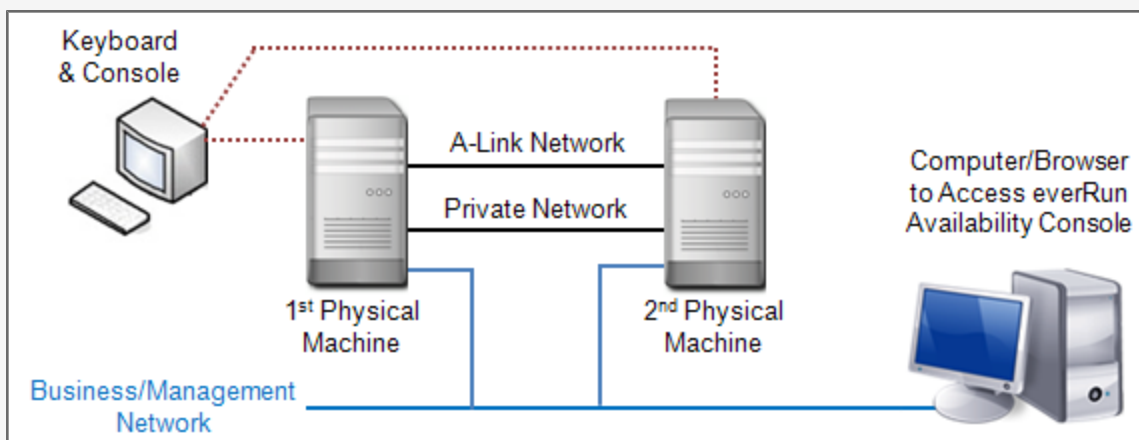 Keyboard
& Console
A-Link Network
Private Network
Computer/Browser
to Access everRun
Availability Console
1st Physical
Machine
2nd Physical
Machine
Business/Management
Network